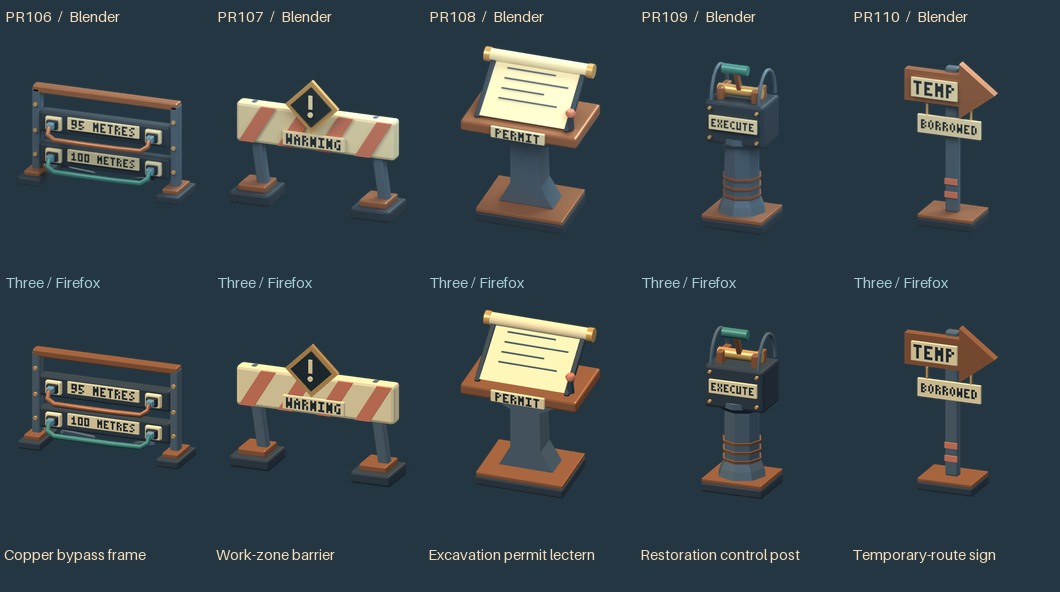 PR106 / Blender
PR107 / Blender
PR108 / Blender
PR109 / Blender
PR110 / Blender
95 METRES
100 METRES
!
WARNING
PERMIT
EXECUTE
TEMP
BORROWED
Three / Firefox
Three / Firefox
Three / Firefox
Three / Firefox
Three / Firefox
95 METRES
100 METRES
!
WARNING
PERMIT
EXECUTE
TEMP
BORROWED
Copper bypass frame
Work-zone barrier
Excavation permit lectern
Restoration control post
Temporary-route sign